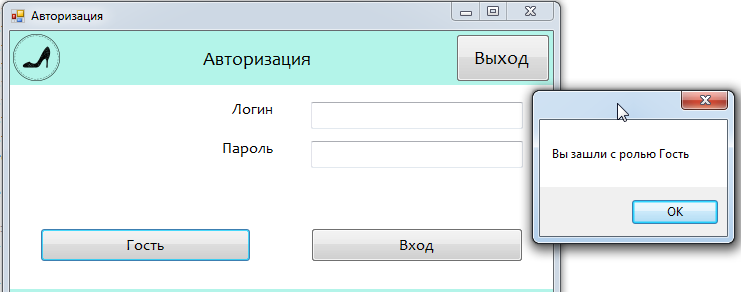 Авторизация
Авторизация
Выход
Логин
Пароль
Вы зашли с ролью Гость
OK
Гость
Вход